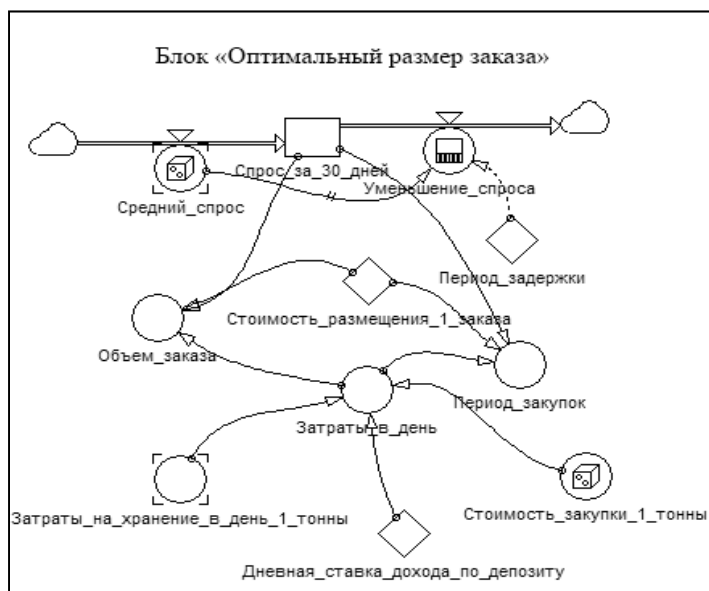 Блок «Оптимальный размер заказа»
Спрос_за_30_дней
Уменьшение_спроса
Средний_спрос
Период_задержки
Стоимость_размещения_1_заказа
Объем_заказа
Период_закупок
Затраты_в_день
Затраты_на_хранение_в_день_1_тонны
Стоимость_закупки_1_тонны
Дневная_ставка_дохода_по_депозиту